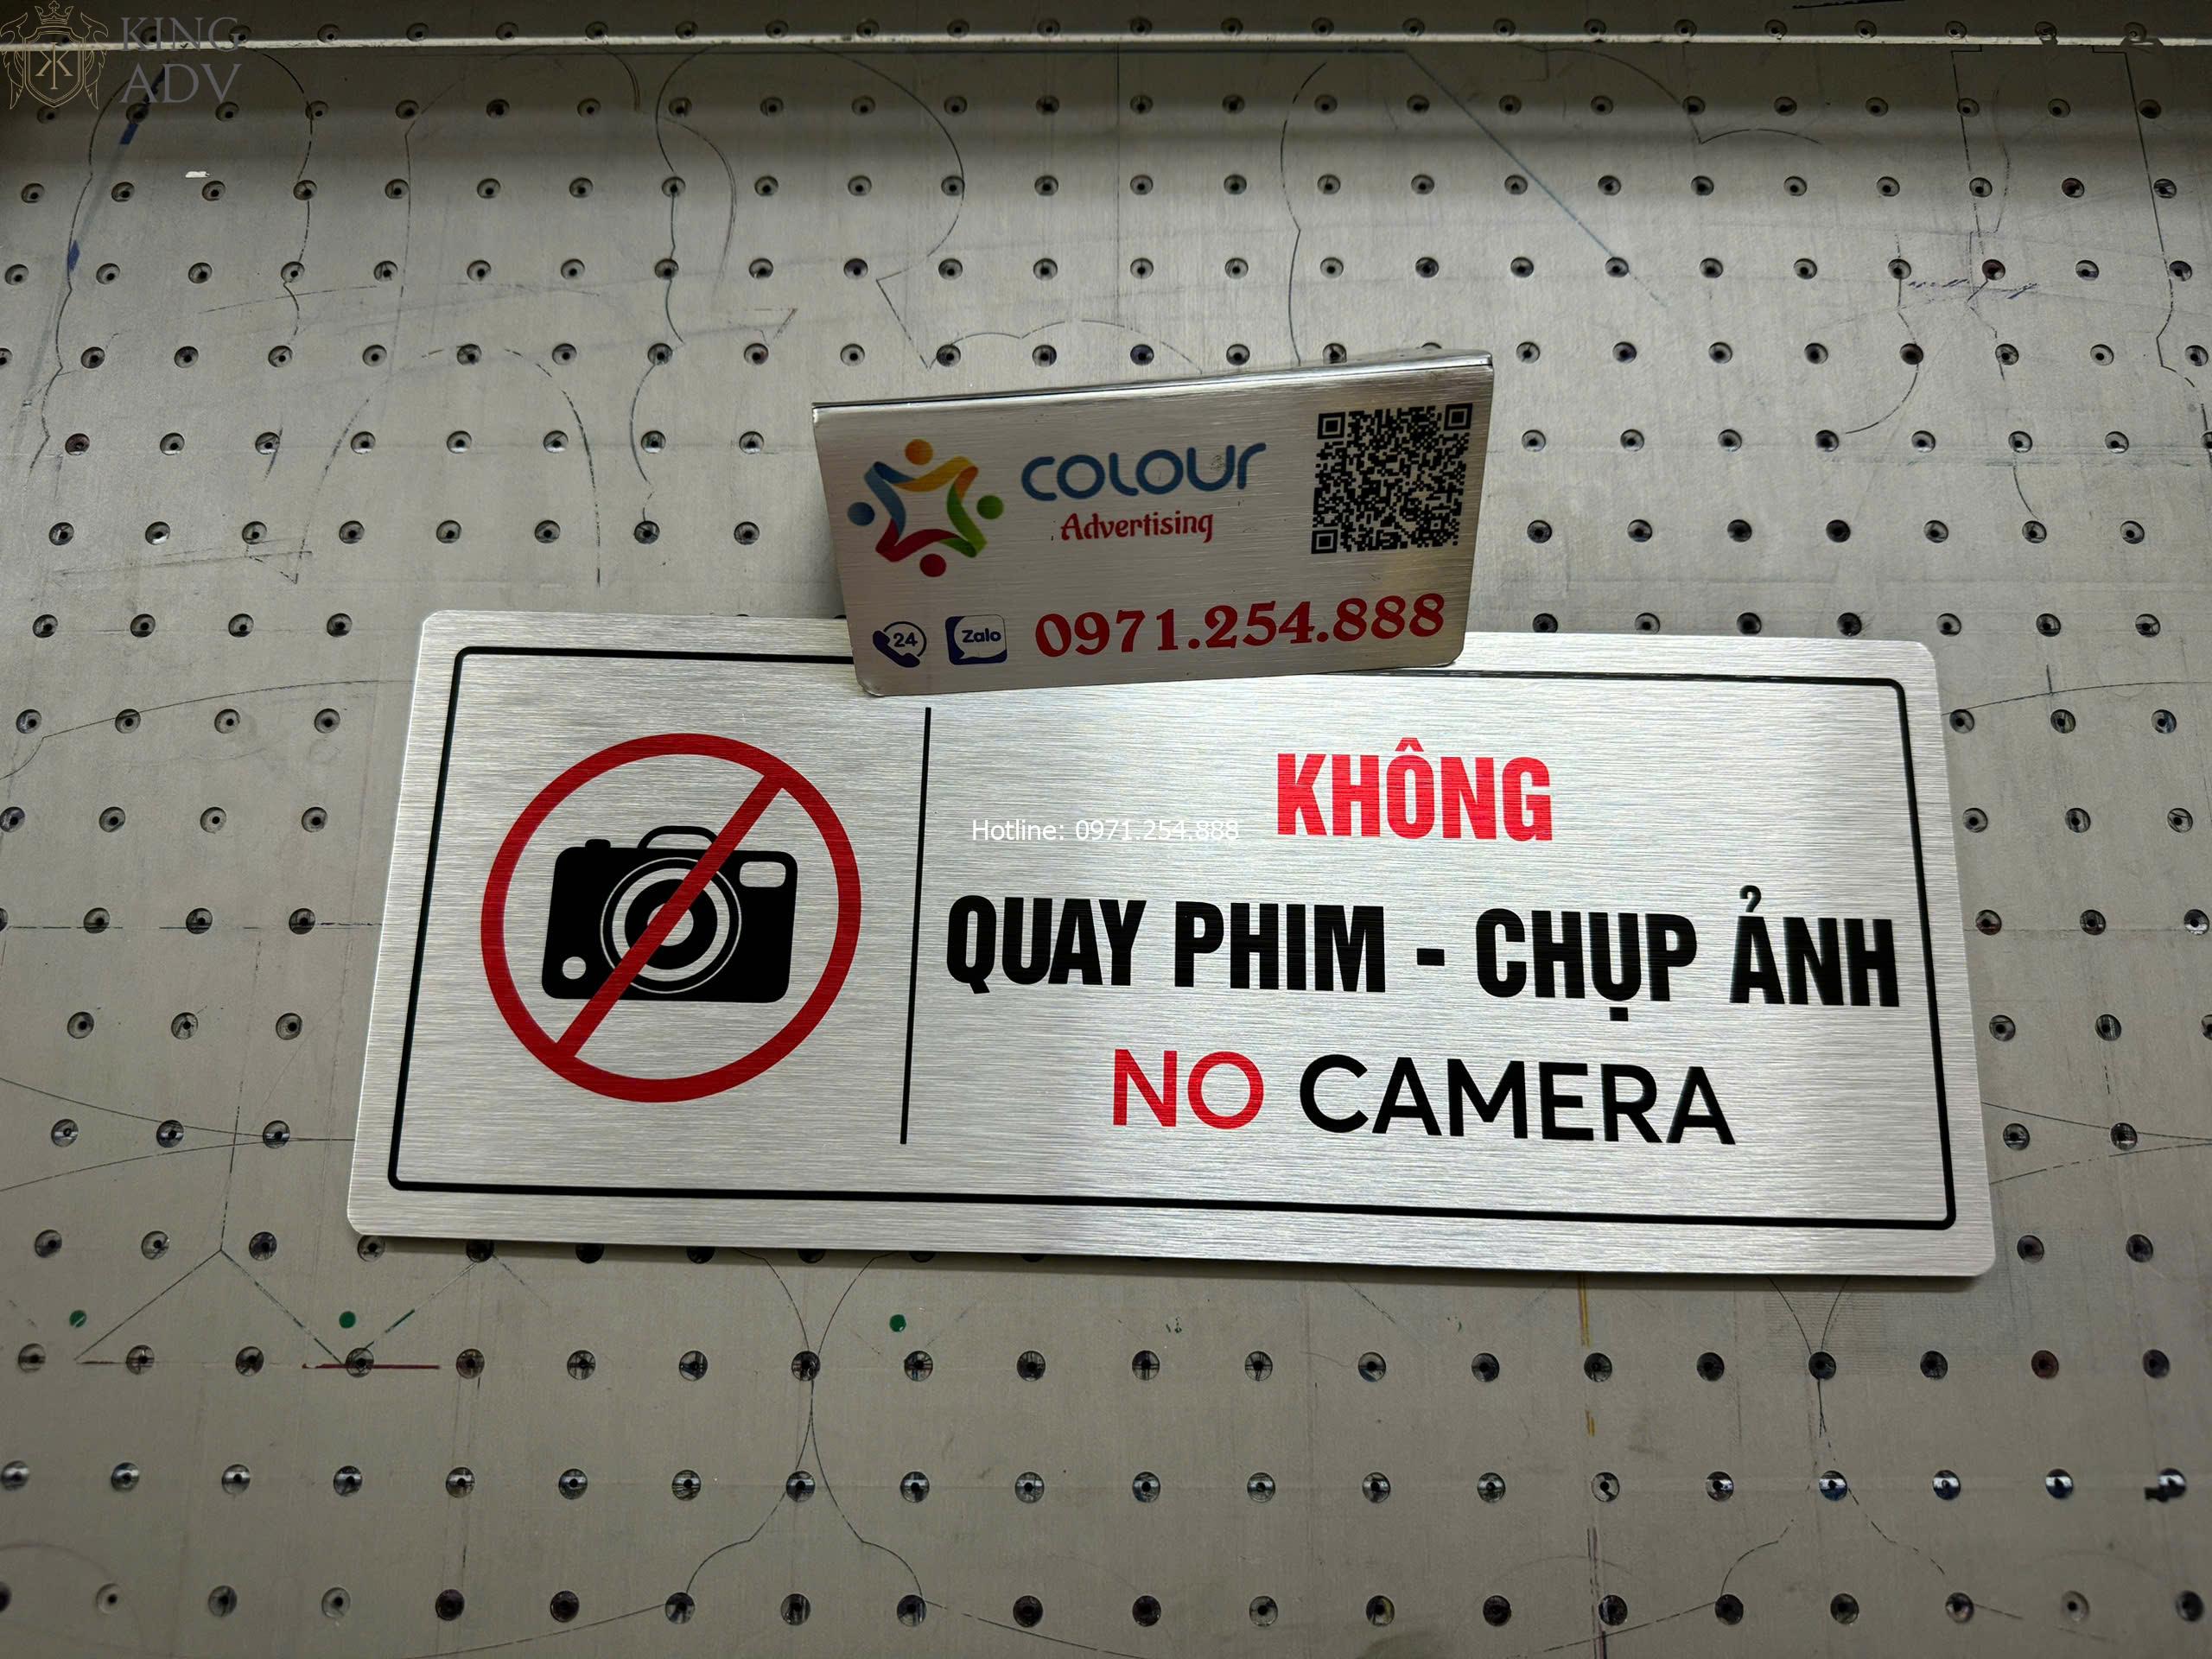 KING
ADV
COLOUr
Advertising
24
Zalo
0971.254.888
KHÔNG
Hotline: 0971.254.888
QUAY PHIM - CHỤP ẢNH
NO CAMERA